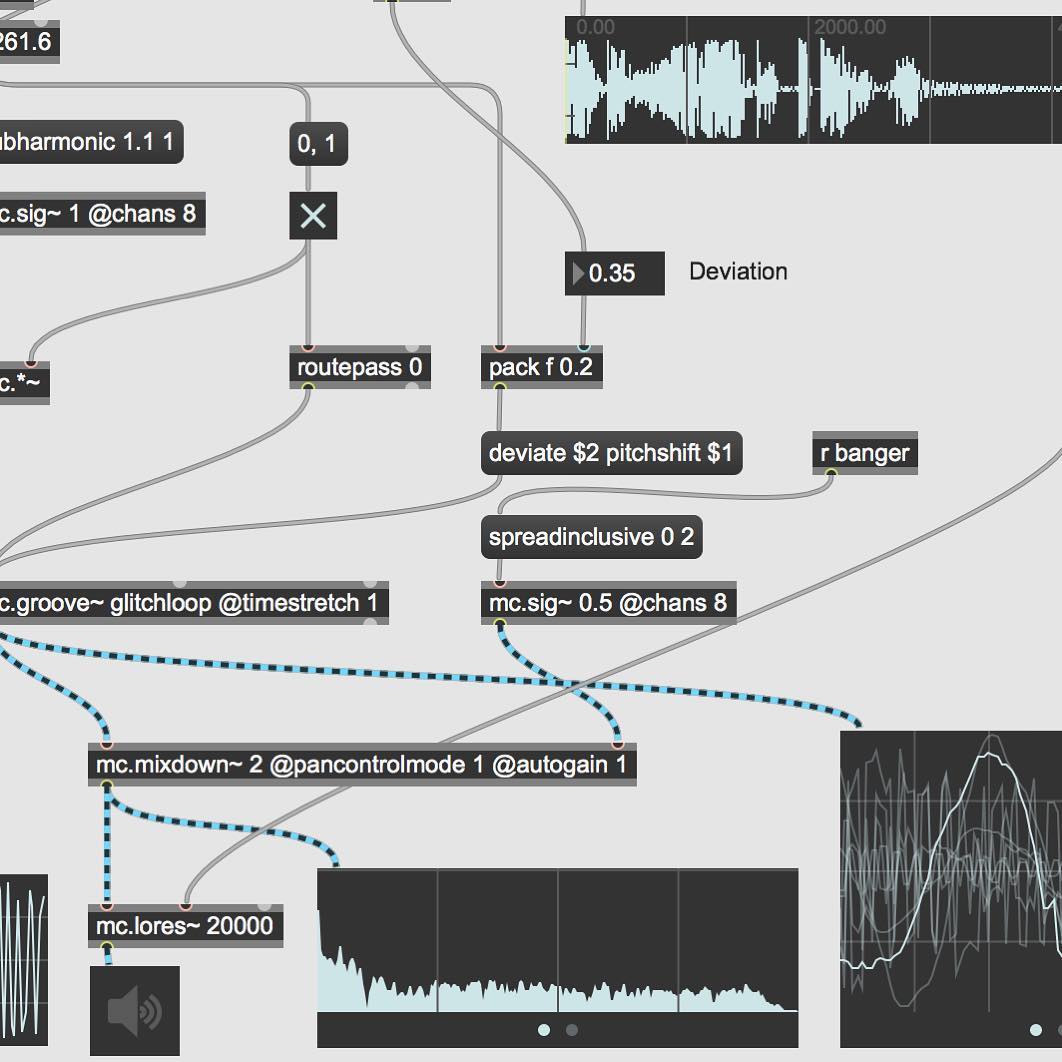 0.00 2000.00
261.6
ubharmonic 1.1 1
0, 1
c.sig~ 1 @chans 8
0.35 Deviation
c.*~
routepass 0
pack f 0.2
deviate $2 pitchshift $1
r banger
spreadinclusive 0 2
c.groove~ glitchloop @timestretch 1
mc.sig~ 0.5 @chans 8
mc.mixdown~ 2 @pancontrolmode 1 @autogain 1
mc.lores~ 20000